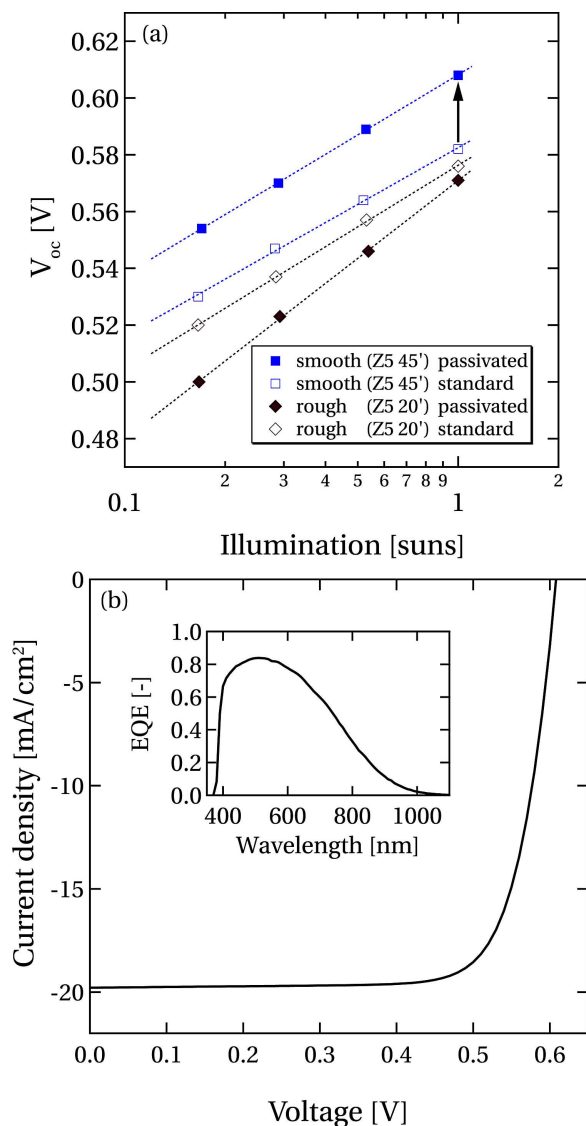 (a)
0.62
0.60
0.58
0.56
0.54
0.52
0.50
0.48
V_oc [V]
smooth (Z5 45') passivated
smooth (Z5 45') standard
rough (Z5 20') passivated
rough (Z5 20') standard
0.1 2 3 4 5 6 7 8 9 1 2
Illumination [suns]
(b)
0
-5
-10
-15
-20
Current density [mA/cm²]
1.0
0.8
0.6
0.4
0.2
0.0
EQE [-]
400 600 800 1000
Wavelength [nm]
0.0 0.1 0.2 0.3 0.4 0.5 0.6
Voltage [V]